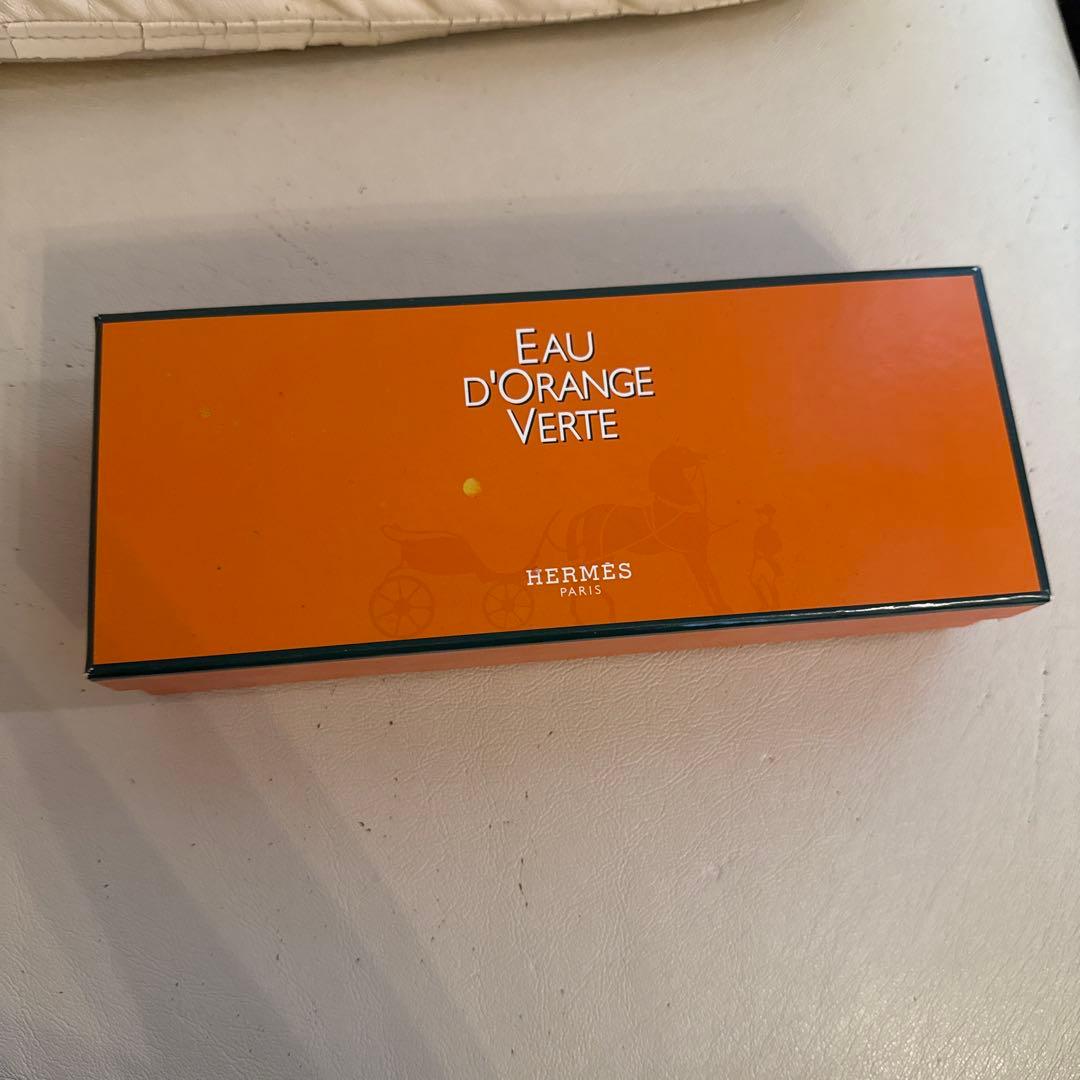 EAU
D'ORANGE
VERTE
HERMÈS
PARIS